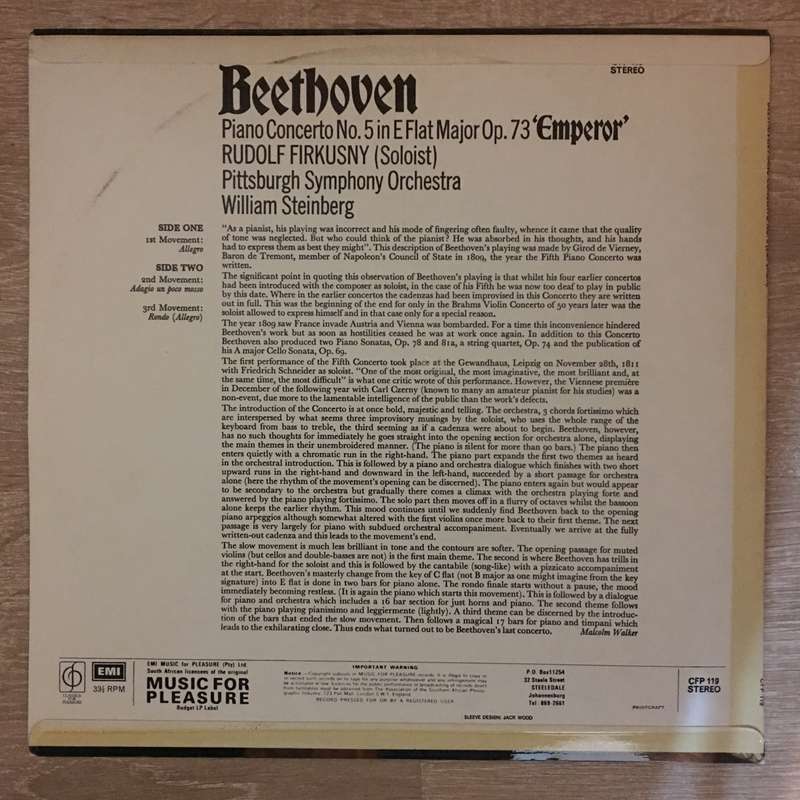 STEREO
Beethoven
Piano Concerto No. 5 in E Flat Major Op. 73 'Emperor'
RUDOLF FIRKUSNY (Soloist)
Pittsburgh Symphony Orchestra
William Steinberg
SIDE ONE
1st Movement:
Allegro
SIDE TWO
2nd Movement:
Adagio un poco mosso
3rd Movement:
Rondo (Allegro)
"As a pianist, his playing was incorrect and his mode of fingering often faulty, whence it came that the quality
of tone was neglected. But who could think of the pianist? He was absorbed in his thoughts, and his hands
had to express them as best they might". This description of Beethoven's playing was made by Girod de Vierney,
Baron de Tremont, member of Napoleon's Council of State in 1809, the year the Fifth Piano Concerto was
written.
The significant point in quoting this observation of Beethoven's playing is that whilst his four earlier concertos
had been introduced with the composer as soloist, in the case of his Fifth he was now too deaf to play in public
by this date. Where in the earlier concertos the cadenzas had been improvised in this Concerto they are written
out in full. This was the beginning of the end for only in the Brahms Violin Concerto of 50 years later was the
soloist allowed to express himself and in that case only for a special reason.
The year 1809 saw France invade Austria and Vienna was bombarded. For a time this inconvenience hindered
Beethoven's work but as soon as hostilities ceased he was at work once again. In addition to this Concerto
Beethoven also produced two Piano Sonatas, Op. 78 and 81a, a string quartet, Op. 74 and the publication of
his A major Cello Sonata, Op. 69.
The first performance of the Fifth Concerto took place at the Gewandhaus, Leipzig on November 28th, 1811
with Friedrich Schneider as soloist. "One of the most original, the most imaginative, the most brilliant and, at
the same time, the most difficult" is what one critic wrote of this performance. However, the Viennese première
in December of the following year with Carl Czerny (known to many an amateur pianist for his studies) was a
non-event, due more to the lamentable intelligence of the public than the work's defects.
The introduction of the Concerto is at once bold, majestic and telling. The orchestra, 3 chords fortissimo which
are interspersed by what seems three improvisory musings by the soloist, who uses the whole range of the
keyboard from bass to treble, the third seeming as if a cadenza were about to begin. Beethoven, however,
has no such thoughts for immediately he goes straight into the opening section for orchestra alone, displaying
the main themes in their unembroidered manner. (The piano is silent for more than 90 bars.) The piano then
enters quietly with a chromatic run in the right-hand. The piano part expands the first two themes as heard
in the orchestral introduction. This is followed by a piano and orchestra dialogue which finishes with two short
upward runs in the right-hand and downward in the left-hand, succeeded by a short passage for orchestra
alone (here the rhythm of the movement's opening can be discerned). The piano enters again but would appear
to be secondary to the orchestra but gradually there comes a climax with the orchestra playing forte and
answered by the piano playing fortissimo. The solo part then moves off in a flurry of octaves whilst the bassoon
alone keeps the earlier rhythm. This mood continues until we suddenly find Beethoven back to the opening
piano arpeggios although somewhat altered with the first violins once more back to their first theme. The next
passage is very largely for piano with subdued orchestral accompaniment. Eventually we arrive at the fully
written-out cadenza and this leads to the movement's end.
The slow movement is much less brilliant in tone and the contours are softer. The opening passage for muted
violins (but cellos and double-basses are not) is the first main theme. The second is where Beethoven has trills in
the right-hand for the soloist and this is followed by the cantabile (song-like) with a pizzicato accompaniment
at the start. Beethoven's masterly change from the key of C flat (not B major as one might imagine from the key
signature) into E flat is done in two bars for piano alone. The rondo finale starts without a pause, the mood
immediately becoming restless. (It is again the piano which starts this movement). This is followed by a dialogue
for piano and orchestra which includes a 16 bar section for just horns and piano. The second theme follows
with the piano playing pianissimo and leggiermente (lightly). A third theme can be discerned by the introduc-
tion of the bars that ended the slow movement. Then follows a magical 17 bars for piano and timpani which
leads to the exhilarating close. Thus ends what turned out to be Beethoven's last concerto. Malcolm Walker
CLASSICS
FOR
PLEASURE
EMI
33⅓ RPM
EMI MUSIC for PLEASURE (Pty) Ltd.
South African licencees of the original
MUSIC FOR
PLEASURE
Budget LP Label
IMPORTANT WARNING
Notice.—Copyright subsists in MUSIC FOR PLEASURE records. It is illegal to copy or
RECORD PRESSED FOR OR BY A REGISTERED USER
P.O. Box 11254
32 Steele Street
STEELEDALE
Johannesburg
Tel 869-7661
CFP 119
STEREO
PRINTCRAFT
SLEEVE DESIGN: JACK WOOD
CFP 119